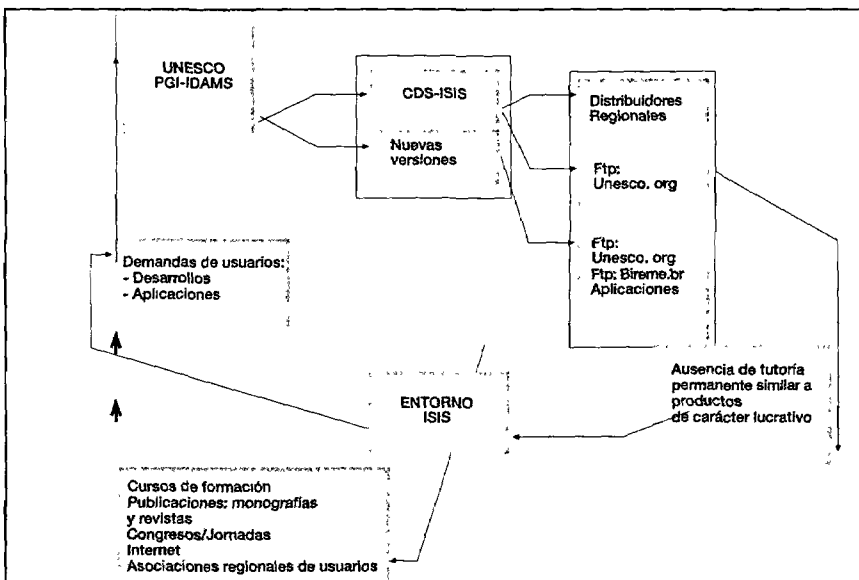 UNESCO
PGI-IDAMS
CDS-ISIS
Nuevas
versiones
Distribuidores
Regionales
Ftp:
Unesco. org
Ftp:
Unesco. org
Ftp: Bireme.br
Aplicaciones
Demandas de usuarios:
- Desarrollos
- Aplicaciones
ENTORNO
ISIS
Ausencia de tutoría
permanente similar a
productos
de carácter lucrativo
Cursos de formación
Publicaciones: monografías
y revistas
Congresos/Jornadas
Internet
Asociaciones regionales de usuarios